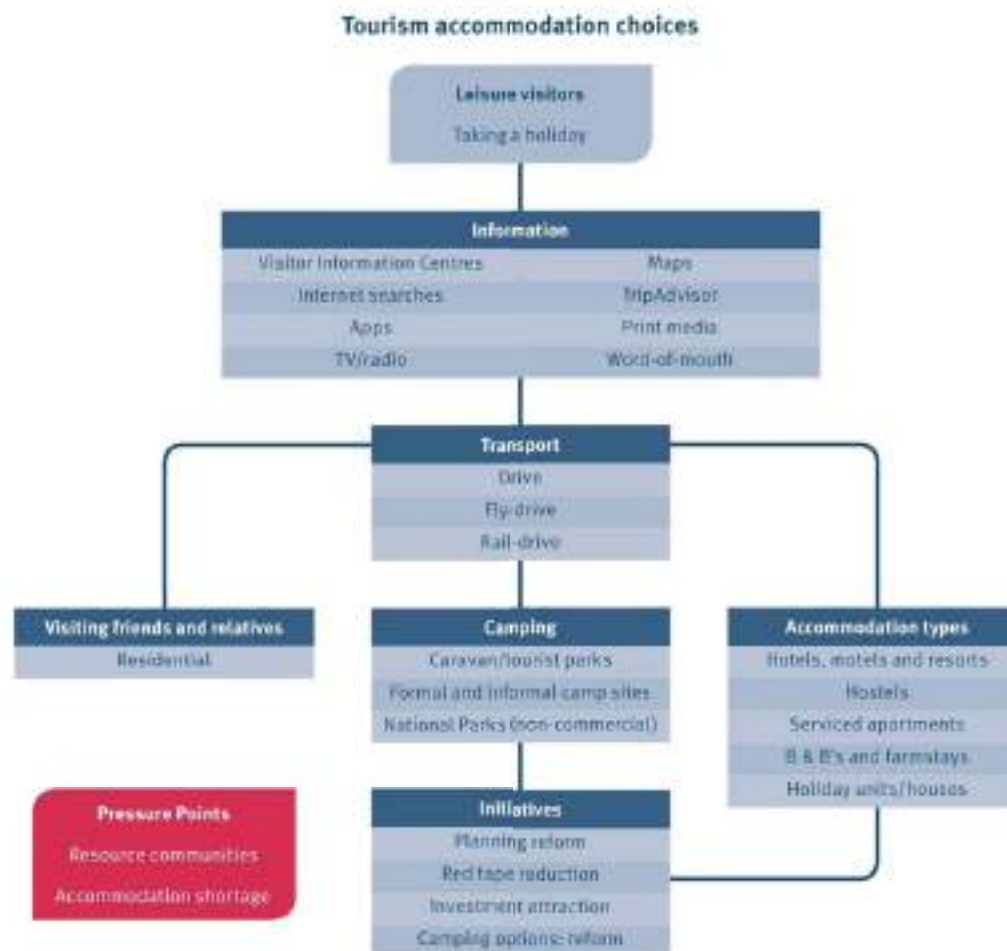 Tourism accommodation choices
Leisure visitors
Taking a holiday
Information
Visitor Information Centres
Maps
Internet searches
TripAdvisor
Apps
Print media
TV/radio
Word-of-mouth
Transport
Drive
Fly-drive
Rail-drive
Visiting friends and relatives
Residential
Camping
Caravan/tourist parks
Formal and informal camp sites
National Parks (non-commercial)
Accommodation types
Hotels, motels and resorts
Hostels
Serviced apartments
B & B's and farmstays
Holiday units/houses
Pressure Points
Resource communities
Accommodation shortage
Initiatives
Planning reform
Red tape reduction
Investment attraction
Camping options: reform